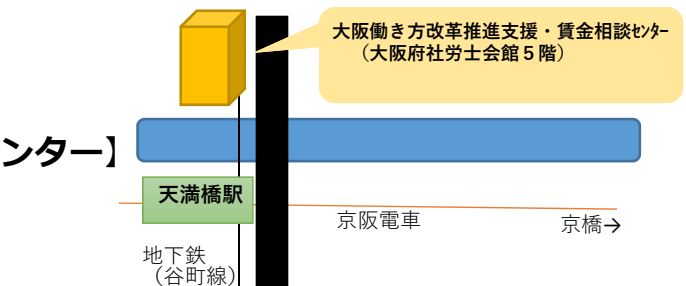 大阪働き方改革推進支援・賃金相談ｾﾝﾀｰ
（大阪府社労士会館５階）
ンター】
天満橋駅
京阪電車
京橋→
地下鉄
（谷町線）